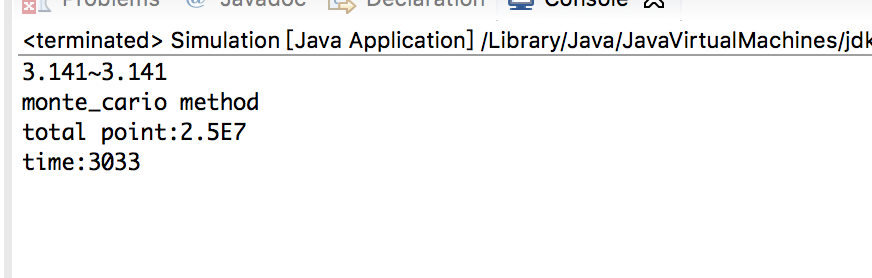 Problems @ Javadoc Declaration Console
<terminated> Simulation [Java Application] /Library/Java/JavaVirtualMachines/jdk
3.141~3.141
monte_cario method
total point:2.5E7
time:3033